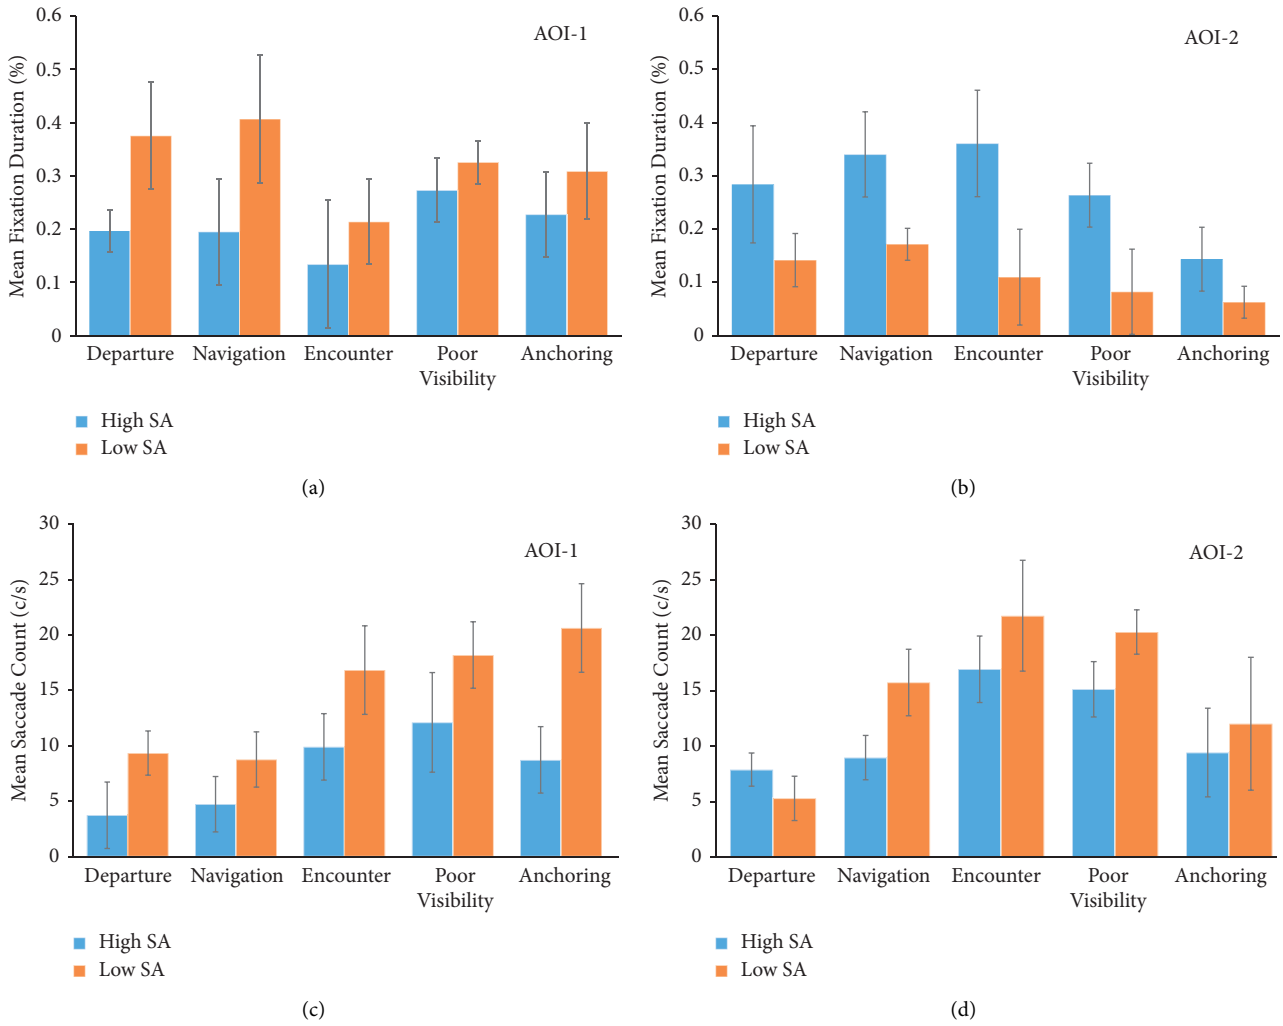 0.6
0.5
0.4
0.3
0.2
0.1
0
Mean Fixation Duration (%)
AOI-1
Departure
Navigation
Encounter
Poor
Visibility
Anchoring
High SA
Low SA
(a)
0.6
0.5
0.4
0.3
0.2
0.1
0
Mean Fixation Duration (%)
AOI-2
Departure
Navigation
Encounter
Poor
Visibility
Anchoring
High SA
Low SA
(b)
30
25
20
15
10
5
0
Mean Saccade Count (c/s)
AOI-1
Departure
Navigation
Encounter
Poor
Visibility
Anchoring
High SA
Low SA
(c)
30
25
20
15
10
5
0
Mean Saccade Count (c/s)
AOI-2
Departure
Navigation
Encounter
Poor
Visibility
Anchoring
High SA
Low SA
(d)